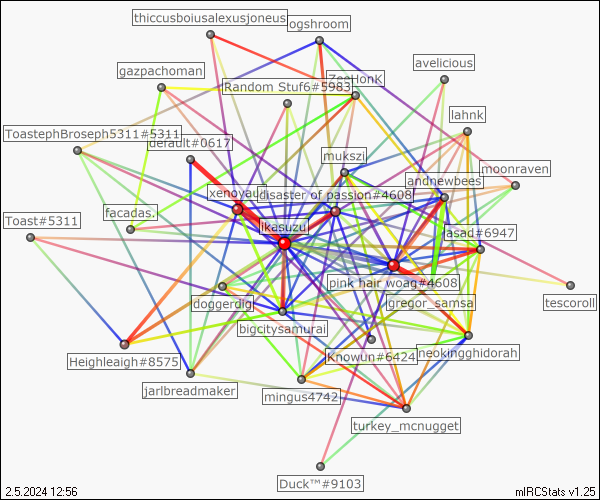 thiccusboiusalexusjoneus
ogshroom
avelicious
gazpachoman
ZeeHonK
Random Stuf6#5983
lahnk
ToastephBroseph5311#5311
default#0617
mukszi
moonraven
andnewbees
xenoyaul
disaster of passion#4608
facadas.
Toast#5311
ikasuzu
asad#6947
pink hair woag#4608
doggerdig
gregor_samsa
tescoroll
bigcitysamurai
Heighleaigh#8575
Knowun#6424
neokingghidorah
jarlbreadmaker
mingus4742
turkey_mcnugget
Duck™#9103
2.5.2024 12:56
mIRCStats v1.25